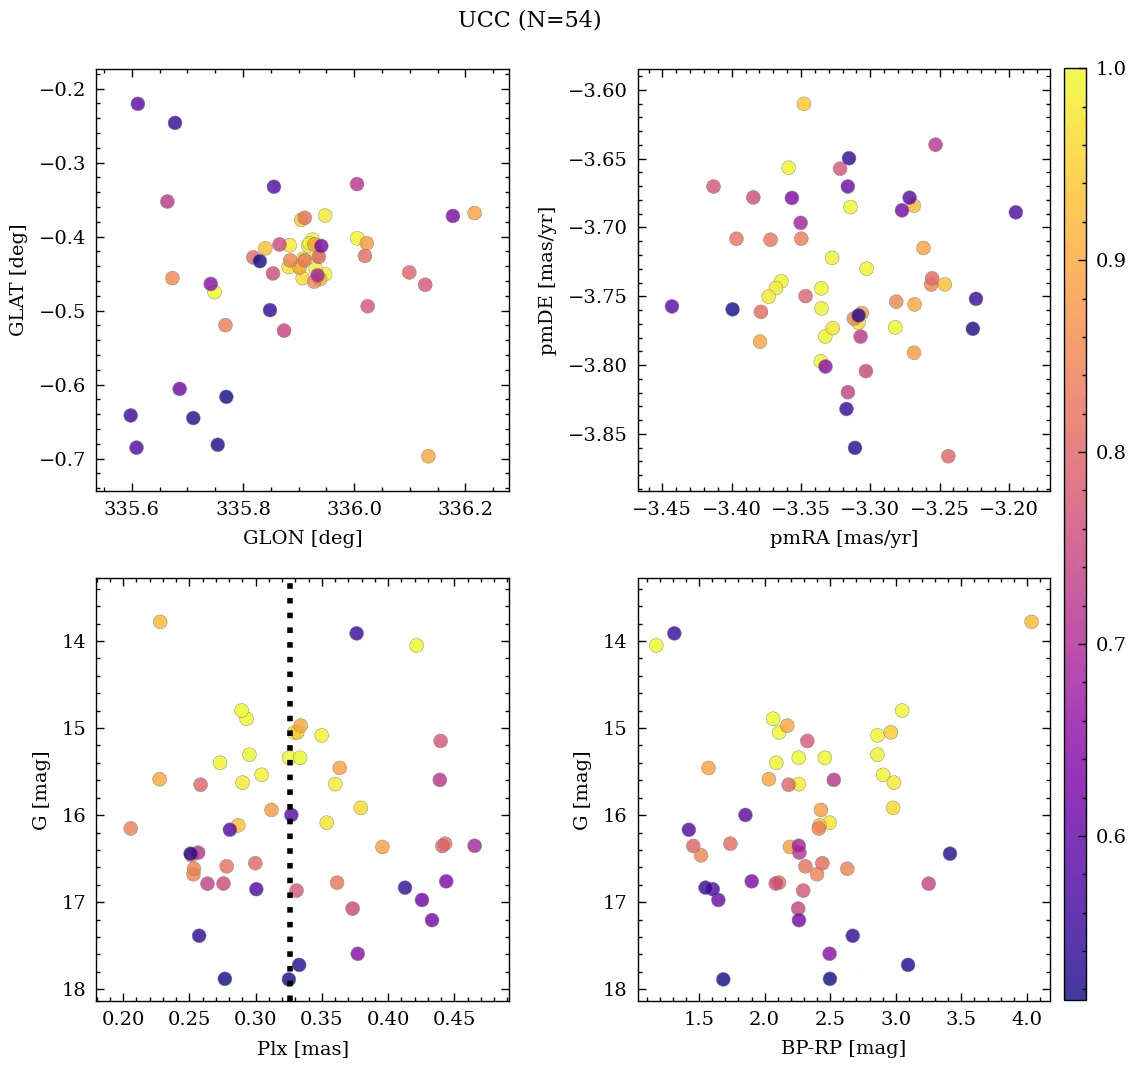 UCC (N=54)
−0.2
−0.3
−0.4
−0.5
−0.6
−0.7
GLAT [deg]
335.6 335.8 336.0 336.2
GLON [deg]
−3.60
−3.65
−3.70
−3.75
−3.80
−3.85
pmDE [mas/yr]
−3.45 −3.40 −3.35 −3.30 −3.25 −3.20
pmRA [mas/yr]
1.0
0.9
0.8
0.7
0.6
14
15
16
17
18
G [mag]
0.20 0.25 0.30 0.35 0.40 0.45
Plx [mas]
14
15
16
17
18
G [mag]
1.5 2.0 2.5 3.0 3.5 4.0
BP-RP [mag]